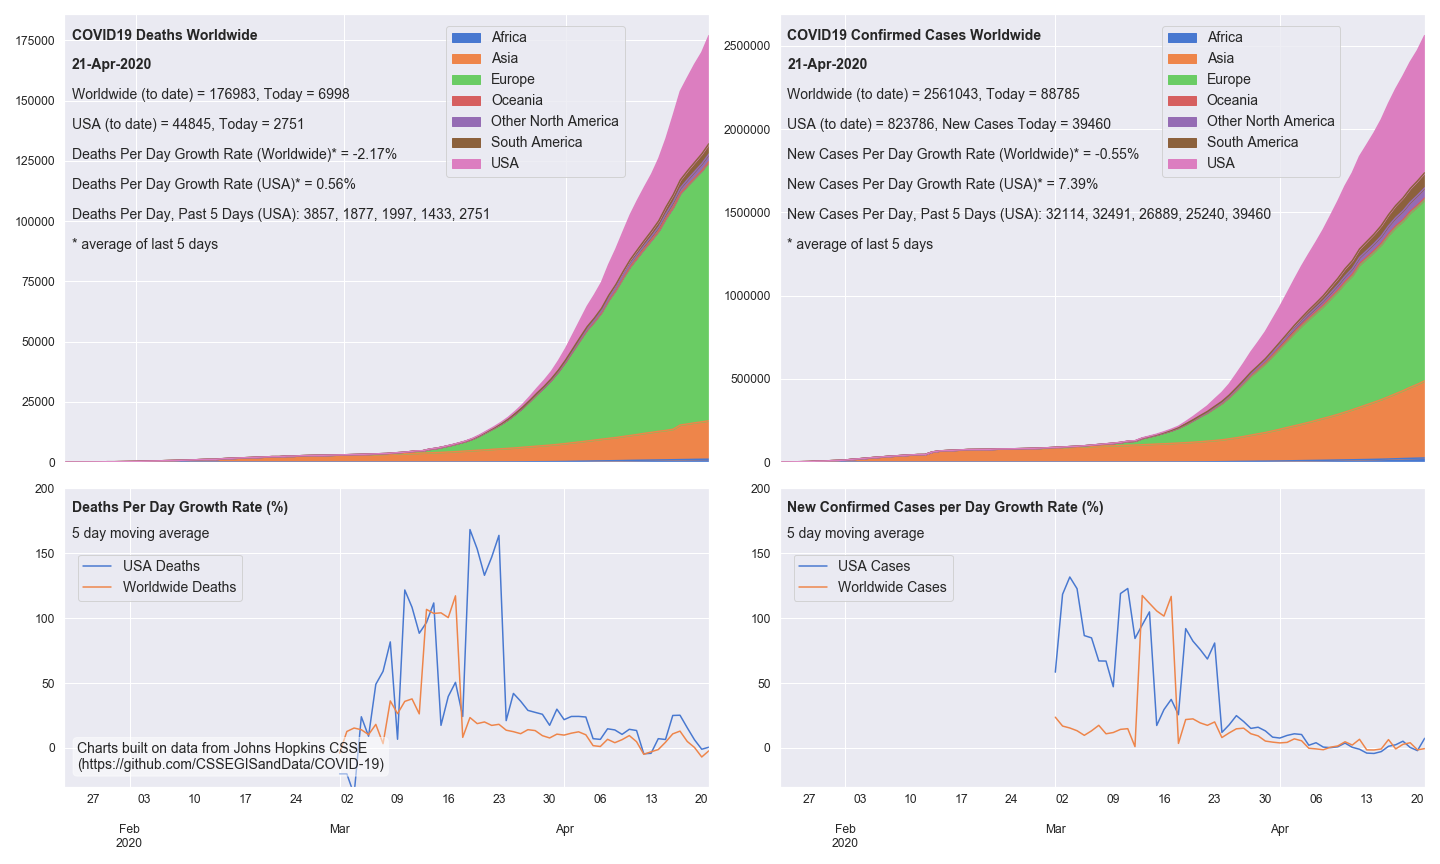 COVID19 Deaths Worldwide
21-Apr-2020
Worldwide (to date) = 176983, Today = 6998
USA (to date) = 44845, Today = 2751
Deaths Per Day Growth Rate (Worldwide)* = -2.17%
Deaths Per Day Growth Rate (USA)* = 0.56%
Deaths Per Day, Past 5 Days (USA): 3857, 1877, 1997, 1433, 2751
* average of last 5 days
Africa
Asia
Europe
Oceania
Other North America
South America
USA
175000
150000
125000
100000
75000
50000
25000
0
COVID19 Confirmed Cases Worldwide
21-Apr-2020
Worldwide (to date) = 2561043, Today = 88785
USA (to date) = 823786, New Cases Today = 39460
New Cases Per Day Growth Rate (Worldwide)* = -0.55%
New Cases Per Day Growth Rate (USA)* = 7.39%
New Cases Per Day, Past 5 Days (USA): 32114, 32491, 26889, 25240, 39460
* average of last 5 days
Africa
Asia
Europe
Oceania
Other North America
South America
USA
2500000
2000000
1500000
1000000
500000
0
Deaths Per Day Growth Rate (%)
5 day moving average
USA Deaths
Worldwide Deaths
200
150
100
50
0
Charts built on data from Johns Hopkins CSSE
(https://github.com/CSSEGISandData/COVID-19)
27 03 10 17 24 02 09 16 23 30 06 13 20
Feb Mar Apr
2020
New Confirmed Cases per Day Growth Rate (%)
5 day moving average
USA Cases
Worldwide Cases
200
150
100
50
0
27 03 10 17 24 02 09 16 23 30 06 13 20
Feb Mar Apr
2020